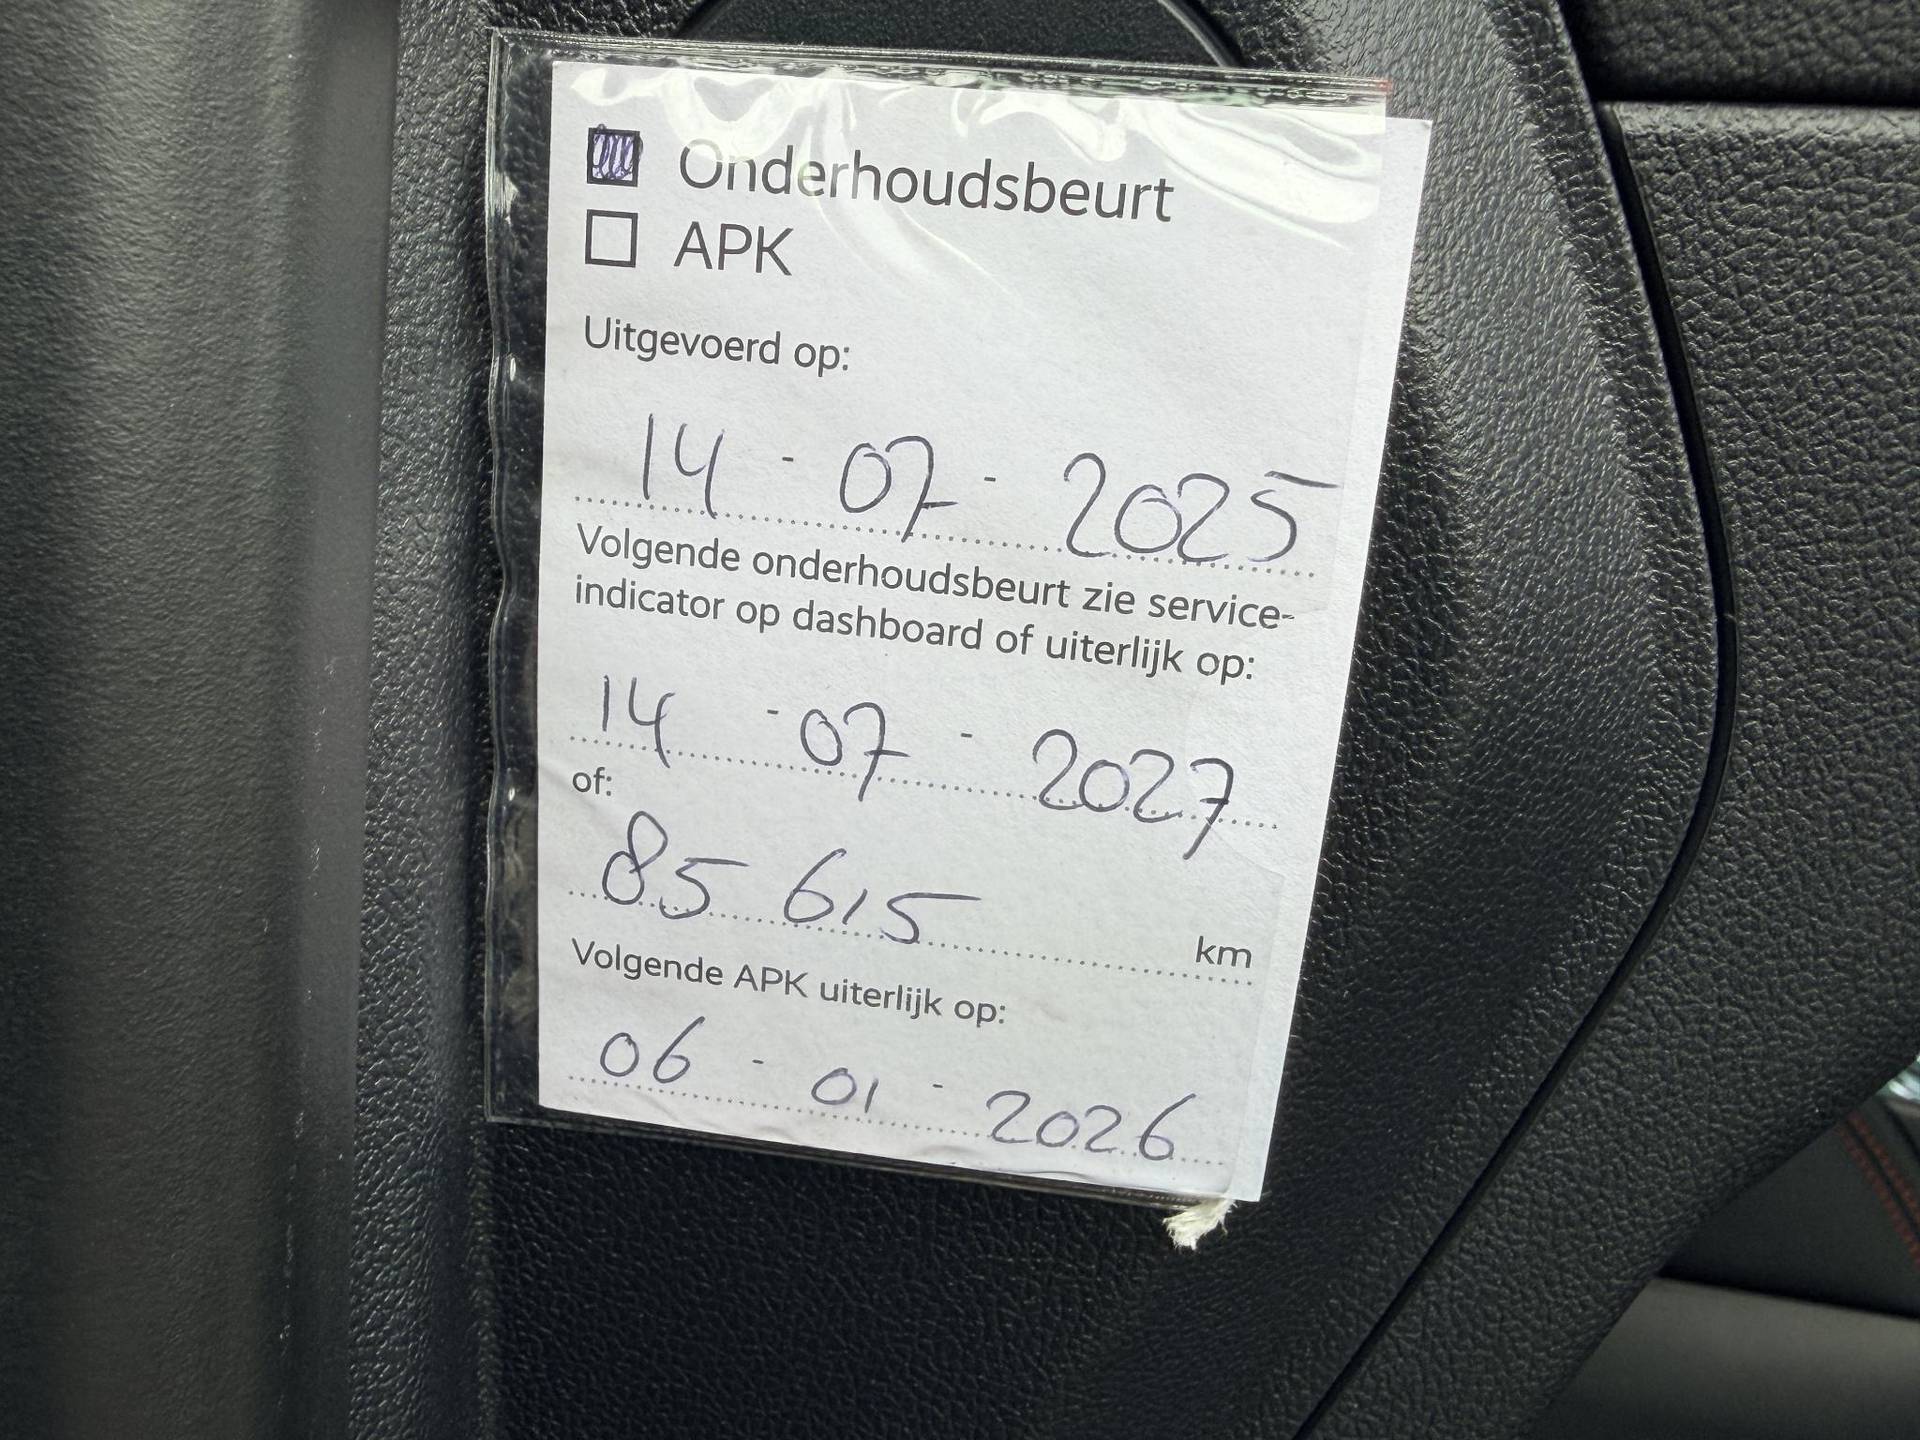 Onderhoudsbeurt
APK
Uitgevoerd op:
14 - 07 - 2025
Volgende onderhoudsbeurt zie service-
indicator op dashboard of uiterlijk op:
14 - 07 - 2027
of:
85 615 km
Volgende APK uiterlijk op:
06 - 01 - 2026